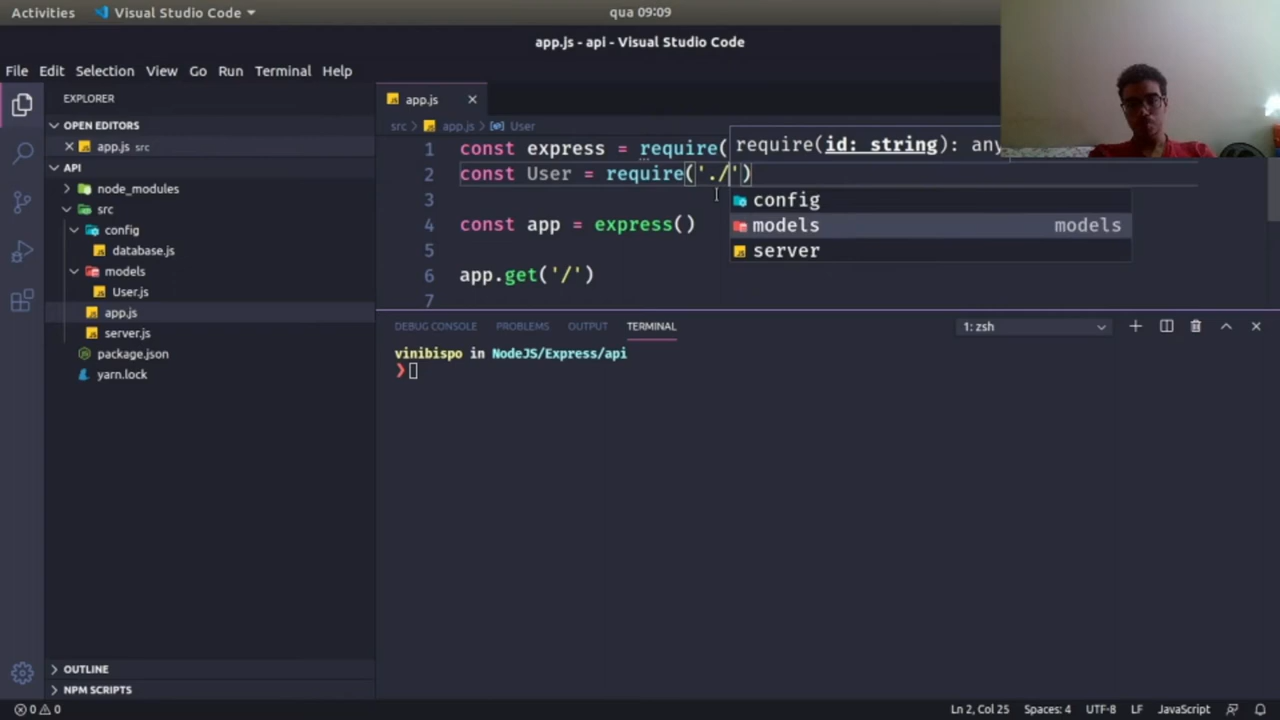 Activities
Visual Studio Code
qua 09:09
app.js - api - Visual Studio Code
File Edit Selection View Go Run Terminal Help
EXPLORER
OPEN EDITORS
app.js src
API
node_modules
src
config
database.js
models
User.js
app.js
server.js
package.json
yarn.lock
OUTLINE
NPM SCRIPTS
app.js
src > app.js > User
1 const express = require(
2 const User = require('./')
3
4 const app = express()
5
6 app.get('/')
7
require(id: string): any
config
models models
server
DEBUG CONSOLE PROBLEMS OUTPUT TERMINAL
1: zsh
vinibispo in NodeJS/Express/api
❯
0 0
Ln 2, Col 25 Spaces: 4 UTF-8 LF JavaScript